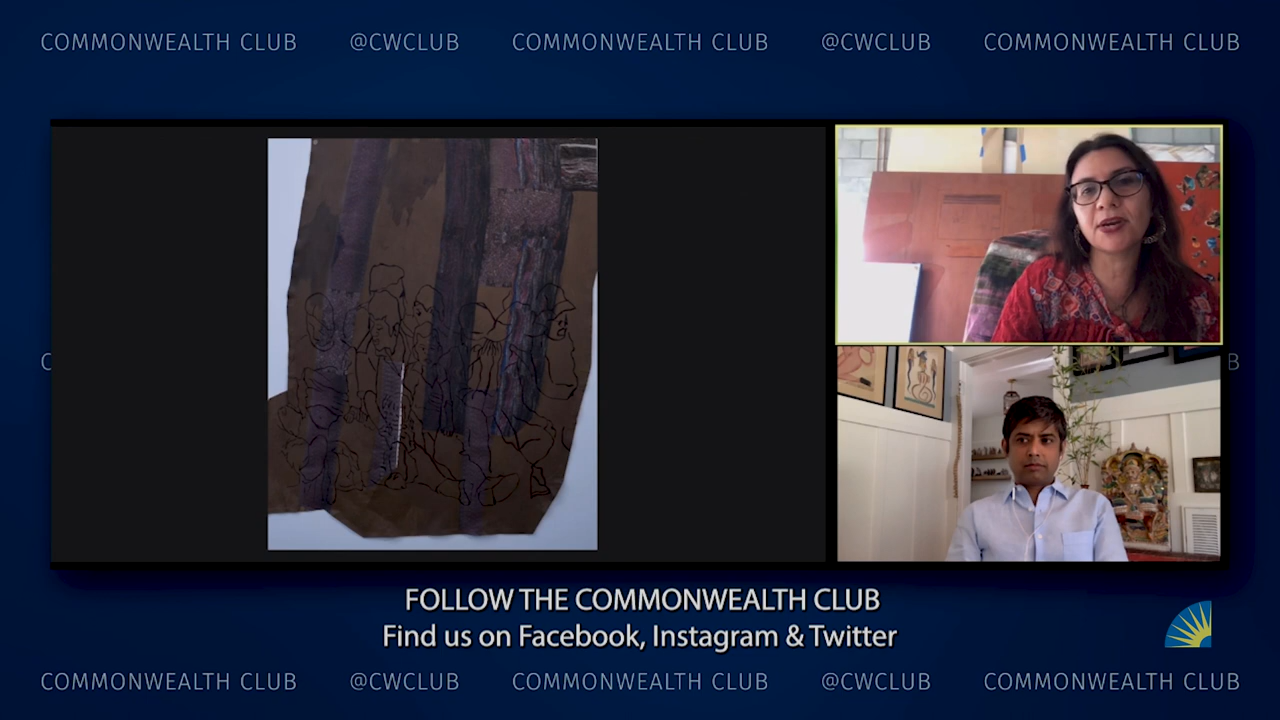 COMMONWEALTH CLUB @CWCLUB COMMONWEALTH CLUB @CWCLUB COMMONWEALTH CLUB
C B
FOLLOW THE COMMONWEALTH CLUB
Find us on Facebook, Instagram & Twitter
COMMONWEALTH CLUB @CWCLUB COMMONWEALTH CLUB @CWCLUB COMMONWEALTH CLUB